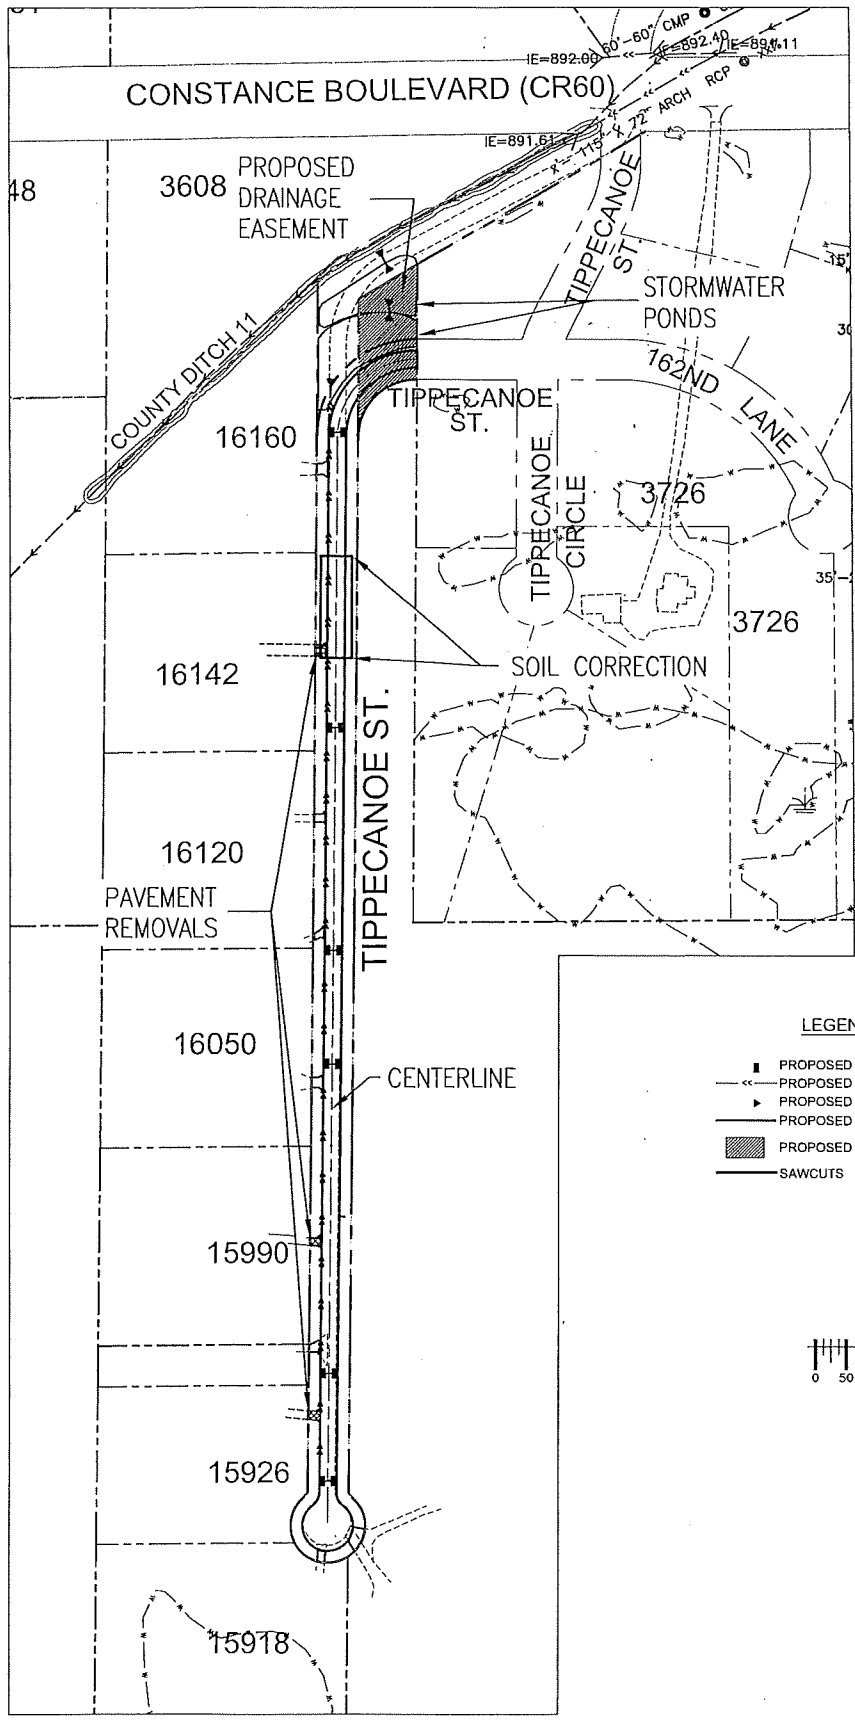 60"-60" CMP
IE=892.00
IE=892.40
IE=891.11
CONSTANCE BOULEVARD (CR60)
115" X 72" ARCH RCP
IE=891.61
48
3608
PROPOSED
DRAINAGE
EASEMENT
TIPPECANOE
ST.
15'
STORMWATER
PONDS
30
COUNTY DITCH 11
162ND LANE
TIPPECANOE
ST.
16160
TIPPECANOE
CIRCLE
3726
35'-
3726
SOIL CORRECTION
16142
TIPPECANOE ST.
16120
PAVEMENT
REMOVALS
16050
CENTERLINE
LEGEN
PROPOSED
PROPOSED
PROPOSED
PROPOSED
PROPOSED
SAWCUTS
15990
0 50
15926
15918